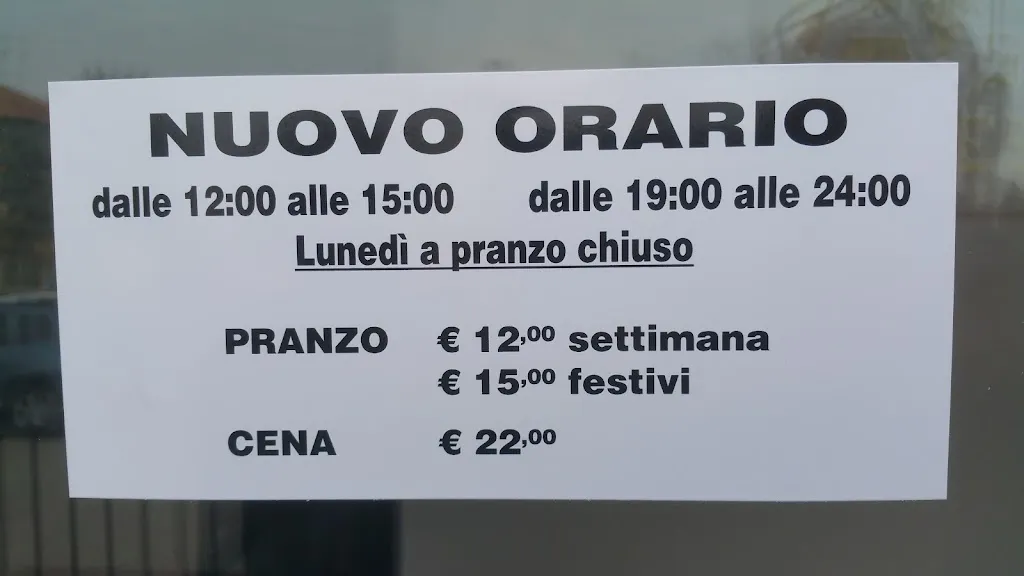 NUOVO ORARIO
dalle 12:00 alle 15:00 dalle 19:00 alle 24:00
Lunedì a pranzo chiuso
PRANZO € 12,00 settimana
€ 15,00 festivi
CENA € 22,00